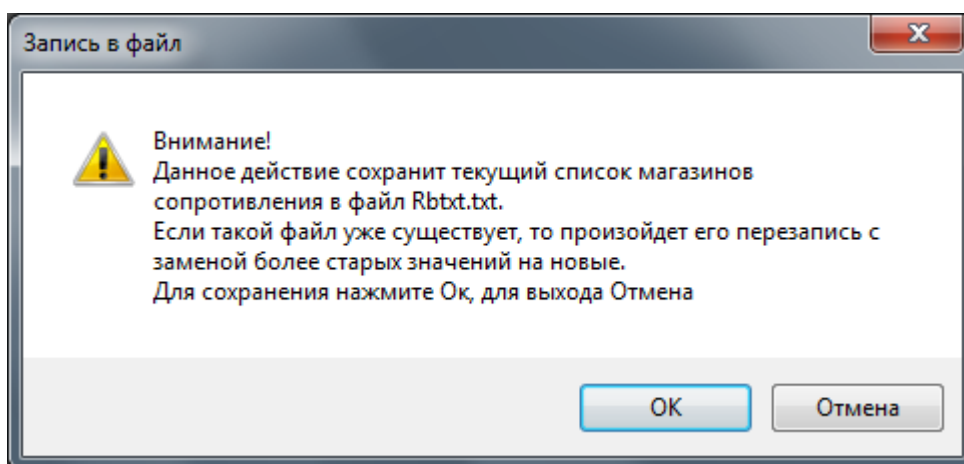 Запись в файл
Внимание!
Данное действие сохранит текущий список магазинов
сопротивления в файл Rbtxt.txt.
Если такой файл уже существует, то произойдет его перезапись с
заменой более старых значений на новые.
Для сохранения нажмите Ок, для выхода Отмена
ОК
Отмена